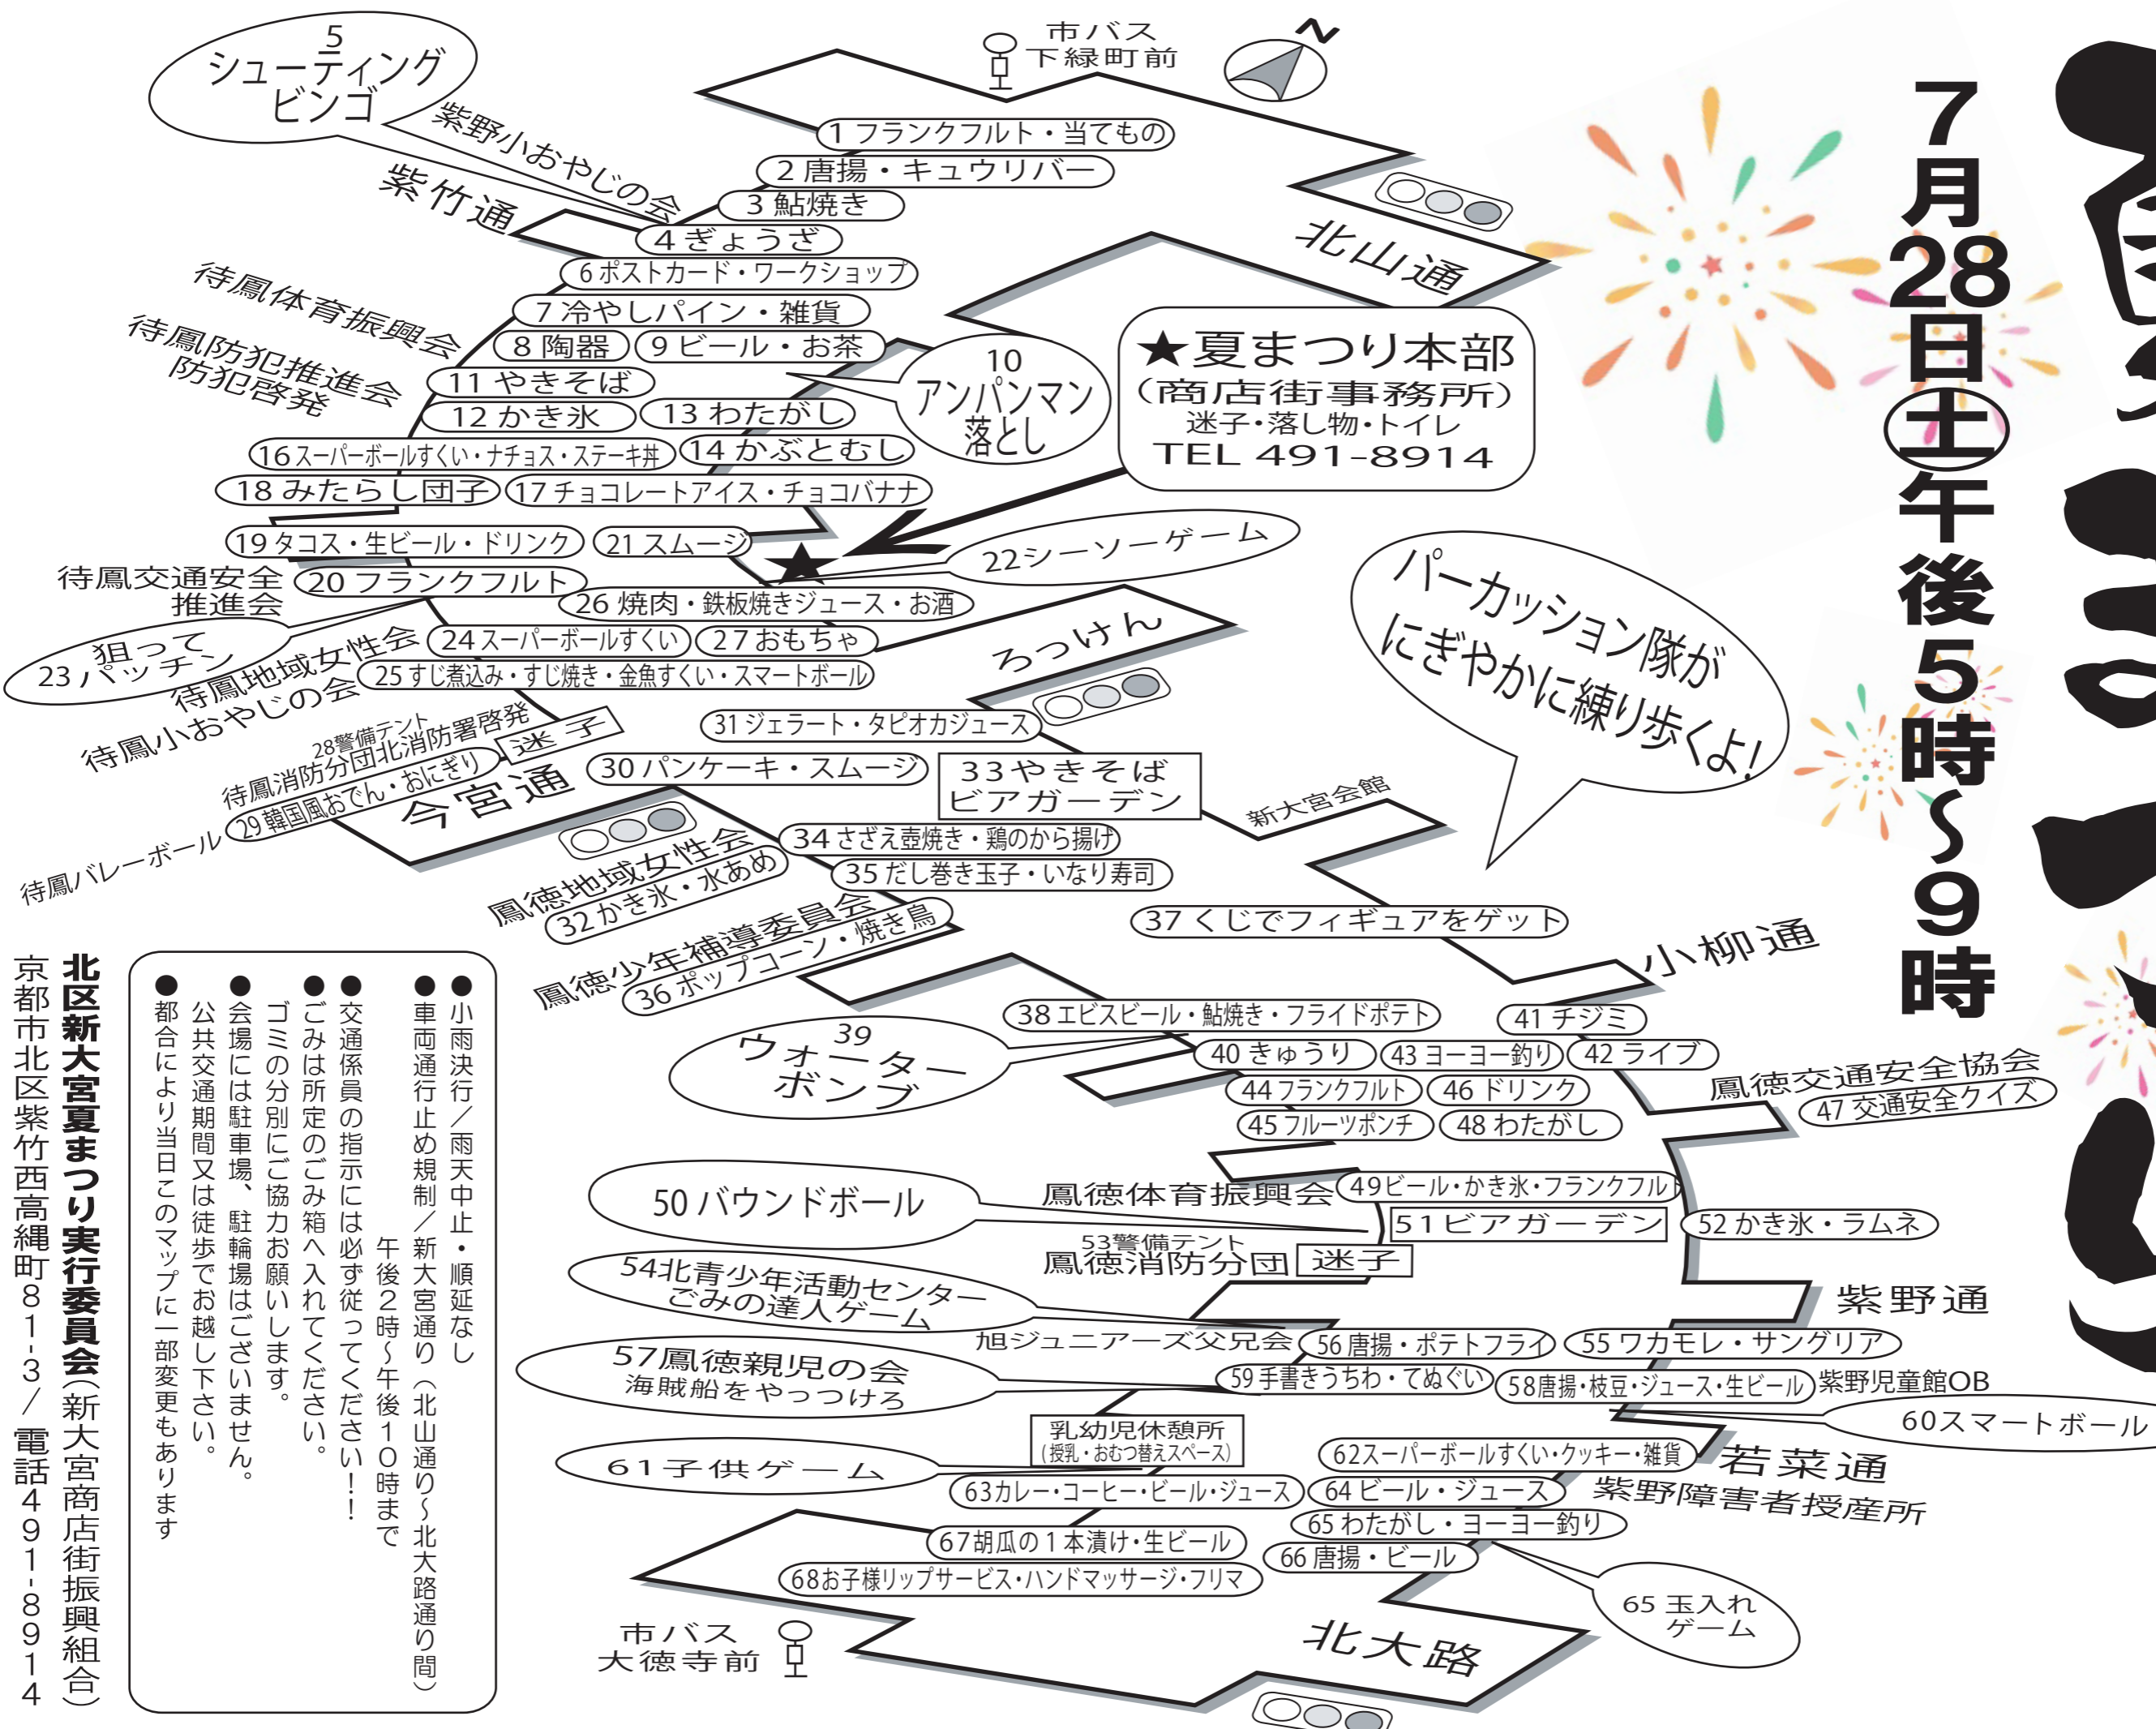 7月28日(土)午後5時〜9時
市バス
下緑町前
N
5
シューティング
ビンゴ
紫野小おやじの会
紫竹通
1 フランクフルト・当てもの
2 唐揚・キュウリバー
3 鮎焼き
4 ぎょうざ
北山通
6 ポストカード・ワークショップ
待鳳体育振興会
7 冷やしパイン・雑貨
待鳳防犯推進会
防犯啓発
8 陶器
9 ビール・お茶
10
アンパンマン
落とし
★夏まつり本部
(商店街事務所)
迷子・落し物・トイレ
TEL 491-8914
11 やきそば
12 かき氷
13 わたがし
14 かぶとむし
16 スーパーボールすくい・ナチョス・ステーキ丼
18 みたらし団子
17 チョコレートアイス・チョコバナナ
19 タコス・生ビール・ドリンク
21 スムージ
★
22シーソーゲーム
待鳳交通安全
推進会
20 フランクフルト
26 焼肉・鉄板焼きジュース・お酒
23 狙って
パッチン
待鳳地域女性会
24 スーパーボールすくい
27 おもちゃ
ろっけん
待鳳小おやじの会
25 すじ煮込み・すじ焼き・金魚すくい・スマートボール
パーカッション隊が
にぎやかに練り歩くよ!
28警備テント
待鳳消防分団北消防署啓発
迷子
待鳳バレーボール
29 韓国風おでん・おにぎり
今宮通
31 ジェラート・タピオカジュース
30 パンケーキ・スムージ
33やきそば
ビアガーデン
新大宮会館
鳳徳地域女性会
32 かき氷・水あめ
34 さざえ壺焼き・鶏のから揚げ
35 だし巻き玉子・いなり寿司
鳳徳少年補導委員会
36 ポップコーン・焼き鳥
37 くじでフィギュアをゲット
小柳通
39
ウォーター
ボンブ
38 エビスビール・鮎焼き・フライドポテト
41 チジミ
40 きゅうり
43 ヨーヨー釣り
42 ライブ
44 フランクフルト
46 ドリンク
鳳徳交通安全協会
47 交通安全クイズ
45 フルーツポンチ
48 わたがし
50 バウンドボール
鳳徳体育振興会
49ビール・かき氷・フランクフルト
51ビアガーデン
52 かき氷・ラムネ
53警備テント
鳳徳消防分団
迷子
54北青少年活動センター
ごみの達人ゲーム
紫野通
旭ジュニアーズ父兄会
56 唐揚・ポテトフライ
55 ワカモレ・サングリア
57鳳徳親児の会
海賊船をやっつけろ
59 手書きうちわ・てぬぐい
58唐揚・枝豆・ジュース・生ビール
紫野児童館OB
60スマートボール
乳幼児休憩所
(授乳・おむつ替えスペース)
61子供ゲーム
62スーパーボールすくい・クッキー・雑貨
若菜通
紫野障害者授産所
63カレー・コーヒー・ビール・ジュース
64 ビール・ジュース
65 わたがし・ヨーヨー釣り
67胡瓜の1本漬け・生ビール
66 唐揚・ビール
68お子様リップサービス・ハンドマッサージ・フリマ
65 玉入れ
ゲーム
市バス
大徳寺前
北大路
●小雨決行/雨天中止・順延なし
●車両通行止め規制/新大宮通り(北山通り〜北大路通り間)
午後2時〜午後10時まで
●交通係員の指示には必ず従ってください!!
●ごみは所定のごみ箱へ入れてください。
ゴミの分別にご協力お願いします。
●会場には駐車場、駐輪場はございません。
公共交通期間又は徒歩でお越し下さい。
●都合により当日このマップに一部変更もあります
北区新大宮夏まつり実行委員会(新大宮商店街振興組合)
京都市北区紫竹西高縄町81-3/電話491-8914